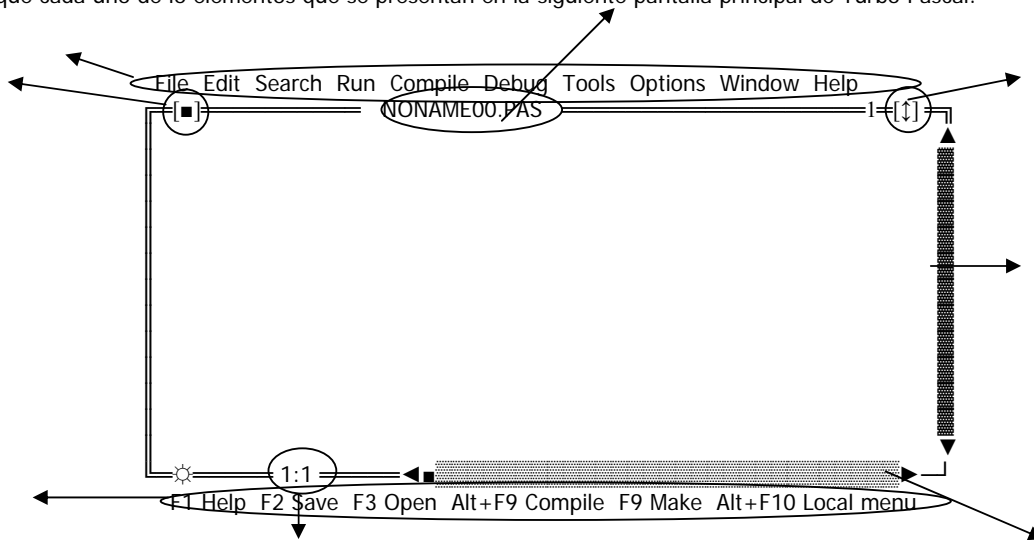 que cada uno de lo elementos que se presentan en la siguiente pantalla principal de Turbo Pascal.
File Edit Search Run Compile Debug Tools Options Window Help
[■] NONAME00.PAS 1 [↕]
1:1
F1 Help F2 Save F3 Open Alt+F9 Compile F9 Make Alt+F10 Local menu